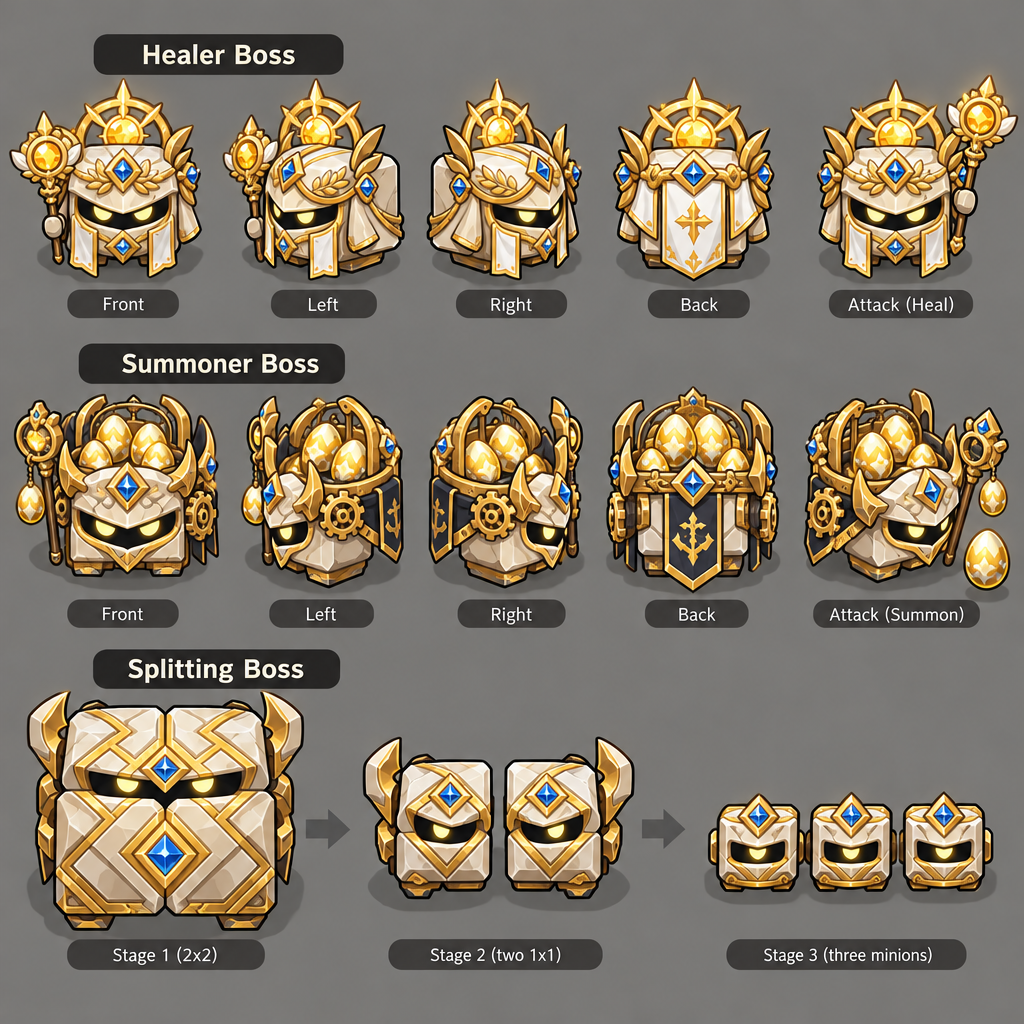 Healer Boss
Front
Left
Right
Back
Attack (Heal)
Summoner Boss
Front
Left
Right
Back
Attack (Summon)
Splitting Boss
Stage 1 (2x2)
Stage 2 (two 1x1)
Stage 3 (three minions)